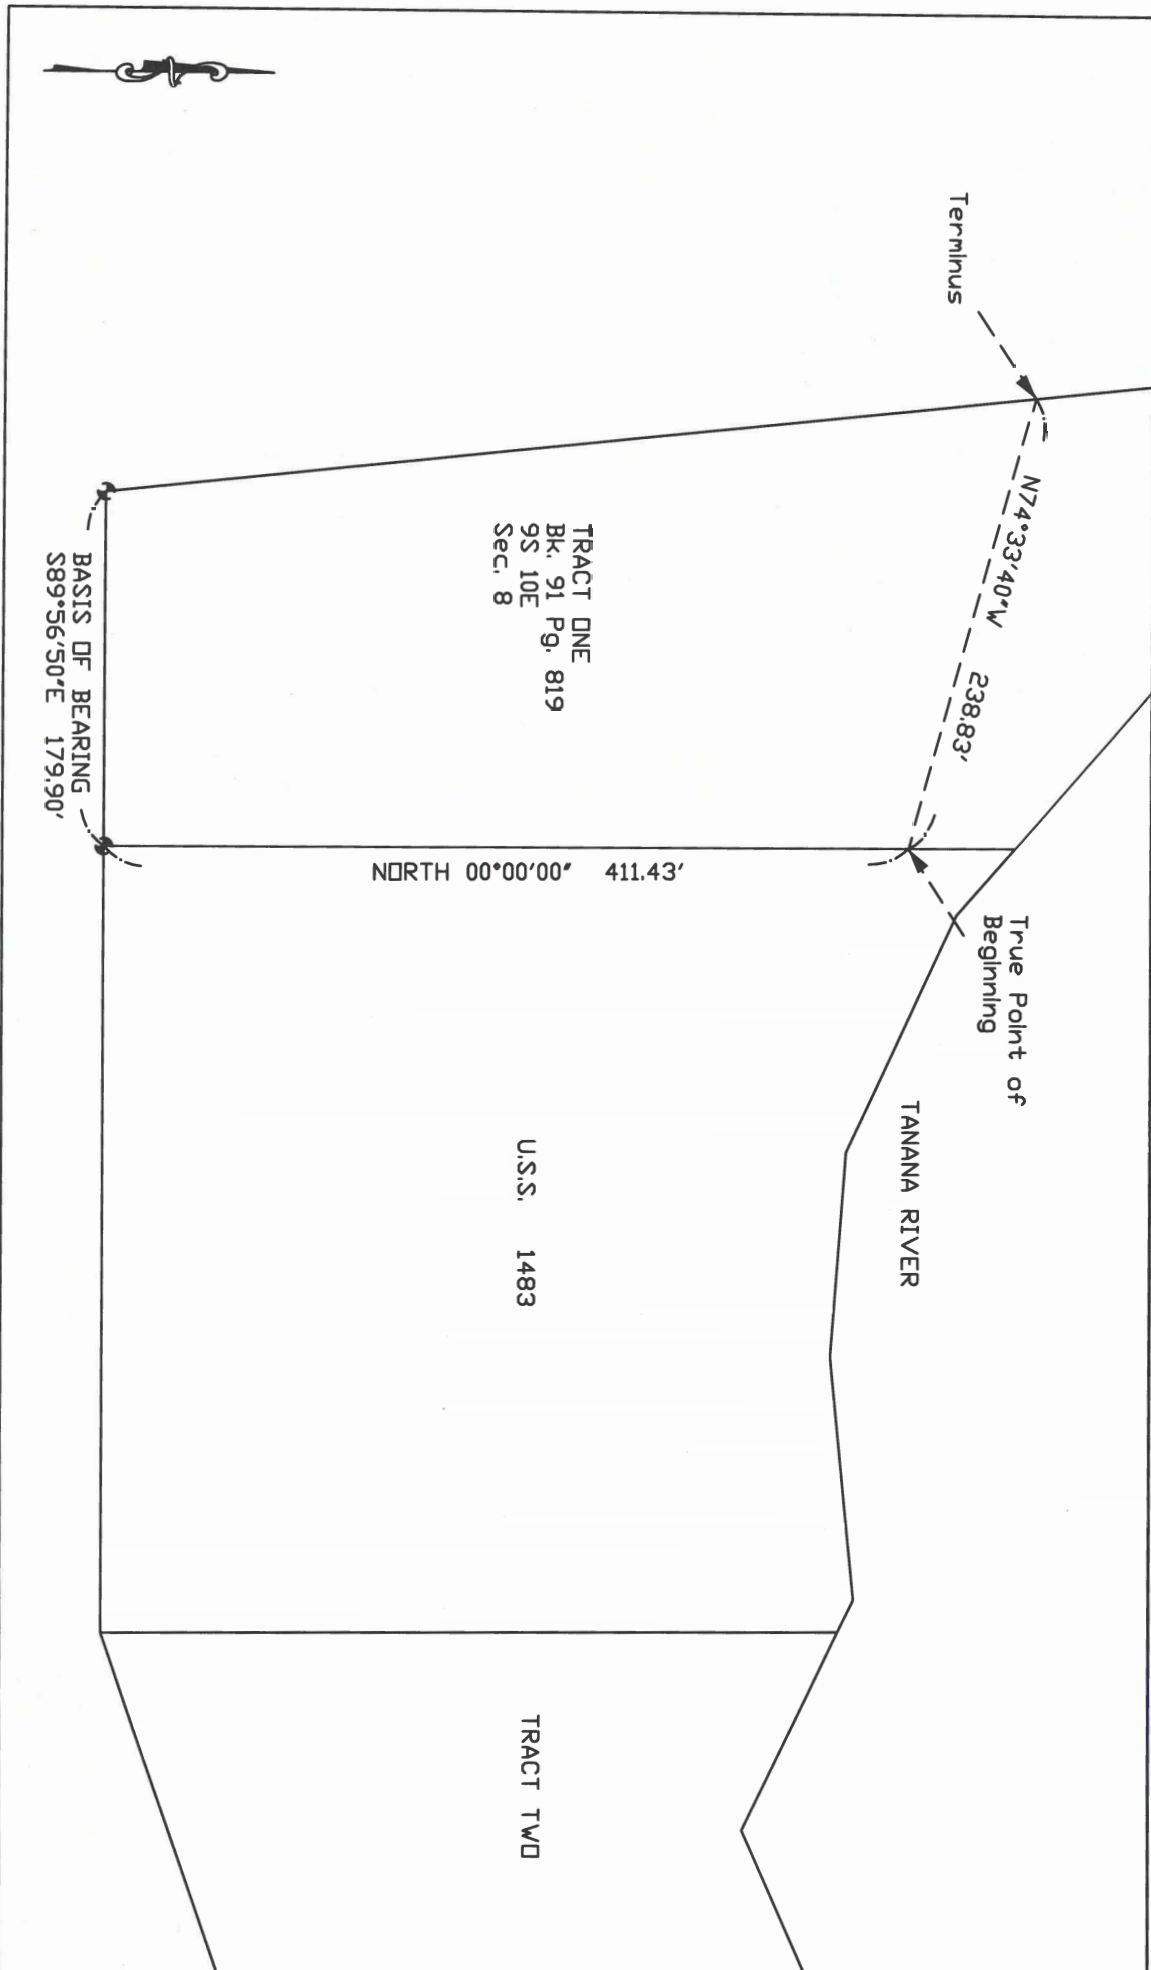 Terminus
N74°33'40"W 238.83'
True Point of
Beginning
TANANA RIVER
TRACT ONE
Bk. 91 Pg. 819
9S 10E
Sec. 8
NORTH 00°00'00" 411.43'
U.S.S. 1483
TRACT TWO
BASIS OF BEARING
S89°56'50"E 179.90'